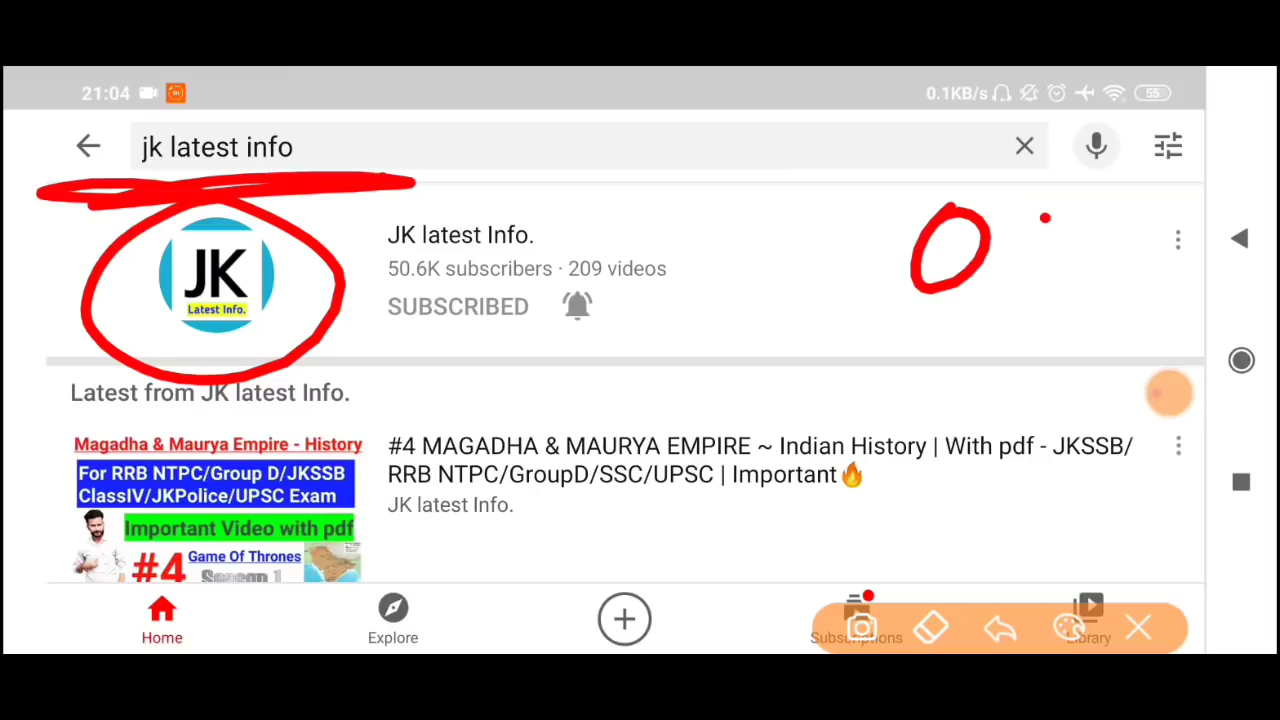 21:04
0.1KB/s
55
jk latest info
JK
Latest Info.
JK latest Info.
50.6K subscribers · 209 videos
SUBSCRIBED
Latest from JK latest Info.
Magadha & Maurya Empire - History
For RRB NTPC/Group D/JKSSB
ClassIV/JKPolice/UPSC Exam
Important Video with pdf
#4
Game Of Thrones
Season 1
#4 MAGADHA & MAURYA EMPIRE ~ Indian History | With pdf - JKSSB/
RRB NTPC/GroupD/SSC/UPSC | Important🔥
JK latest Info.
Home
Explore
Subscriptions
Library